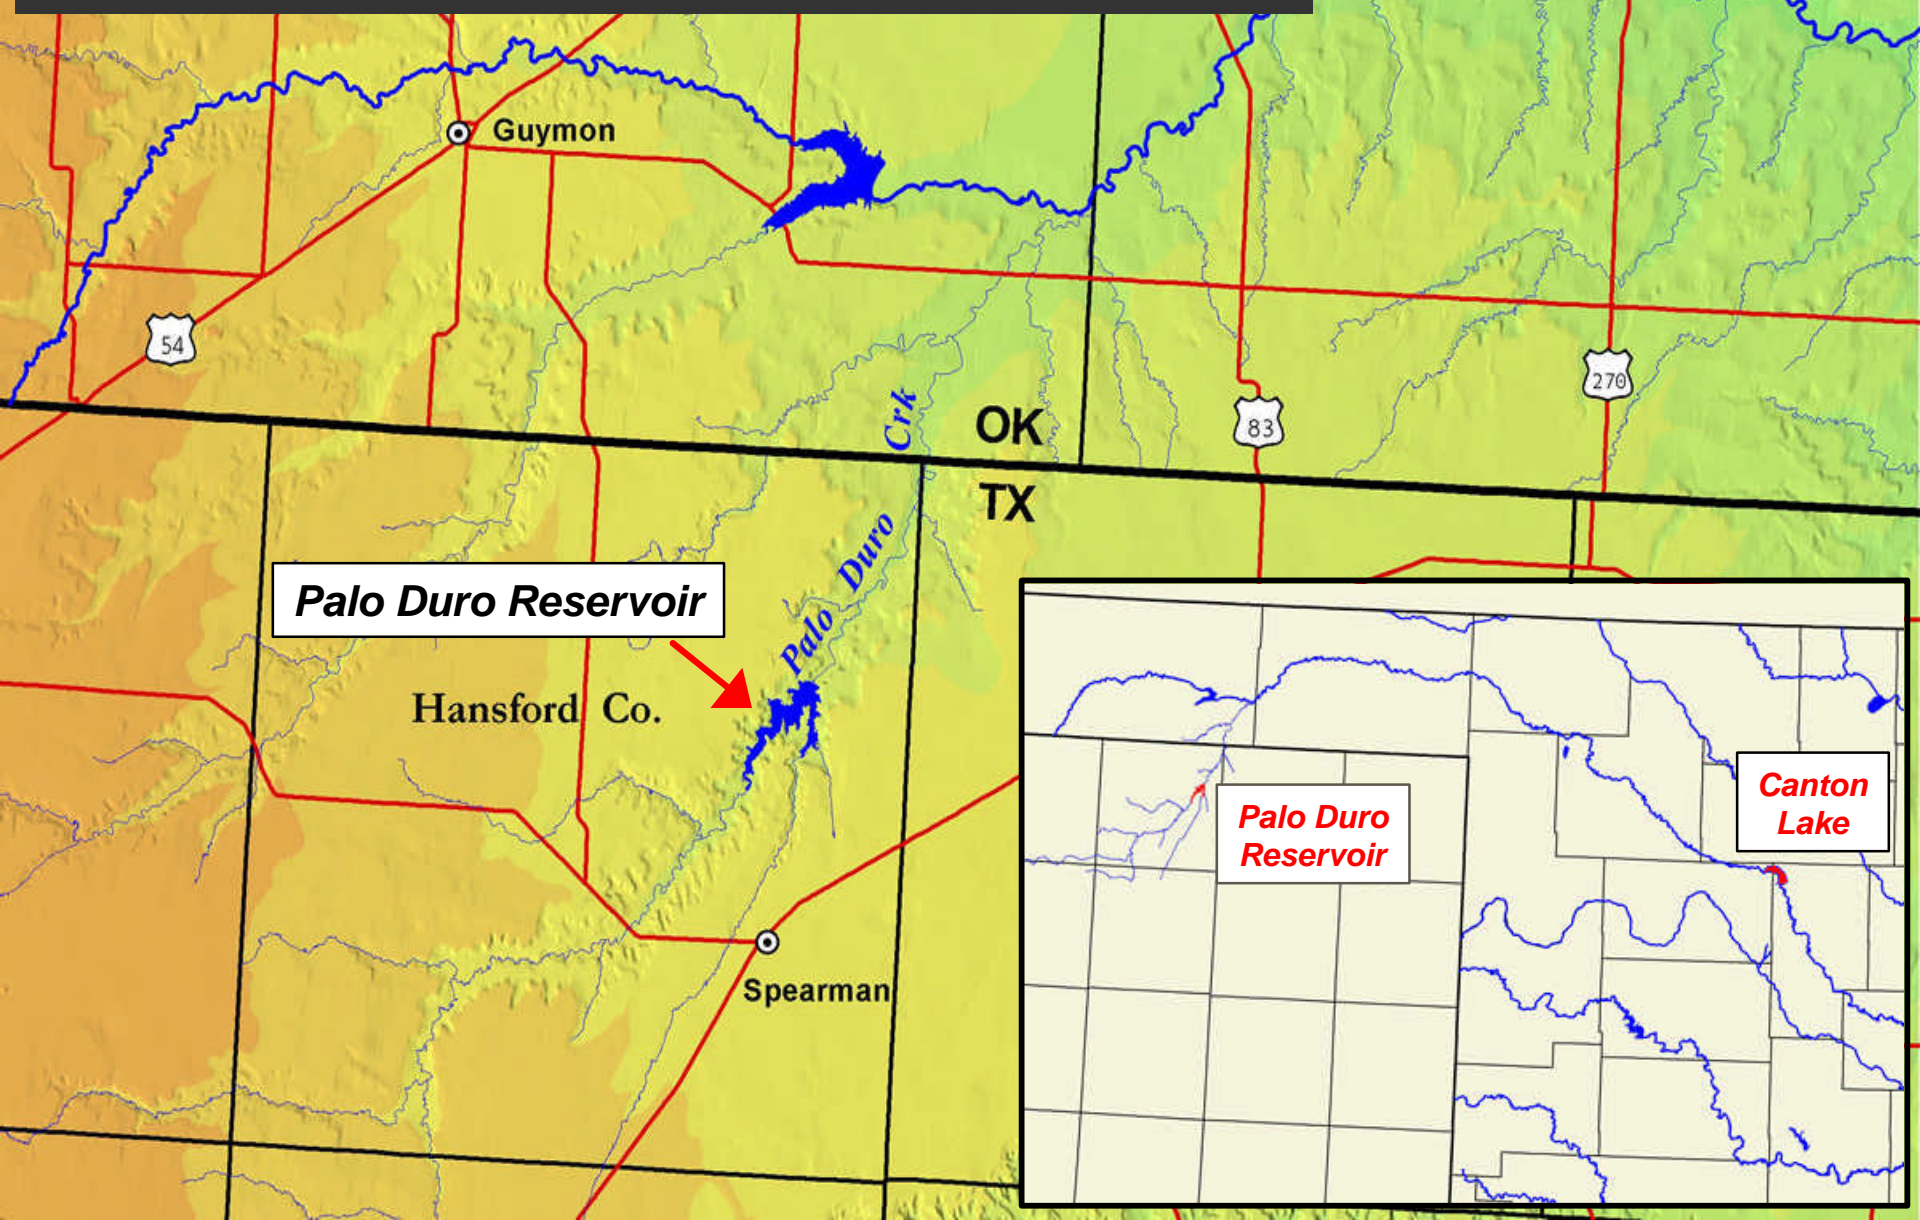 Guymon
54
270
83
Crk
OK
TX
Duro
Palo
Palo Duro Reservoir
Hansford Co.
Spearman
Palo Duro
Reservoir
Canton
Lake